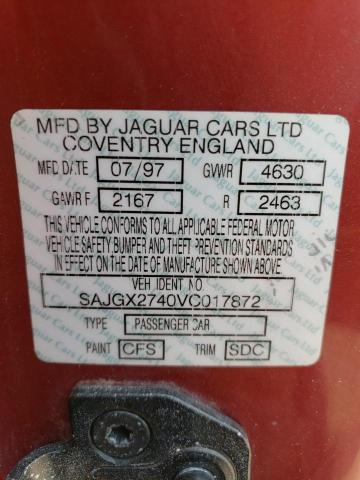 MFD BY JAGUAR CARS LTD
COVENTRY ENGLAND
MFD DATE 07/97 GVWR 4630
GAWR F 2167 R 2463
THIS VEHICLE CONFORMS TO ALL APPLICABLE FEDERAL MOTOR
VEHICLE SAFETY BUMPER AND THEFT PREVENTION STANDARDS
IN EFFECT ON THE DATE OF MANUFACTURE SHOWN ABOVE
VEH IDENT NO
SAJGX2740VC017872
TYPE PASSENGER CAR
PAINT CFS TRIM SDC